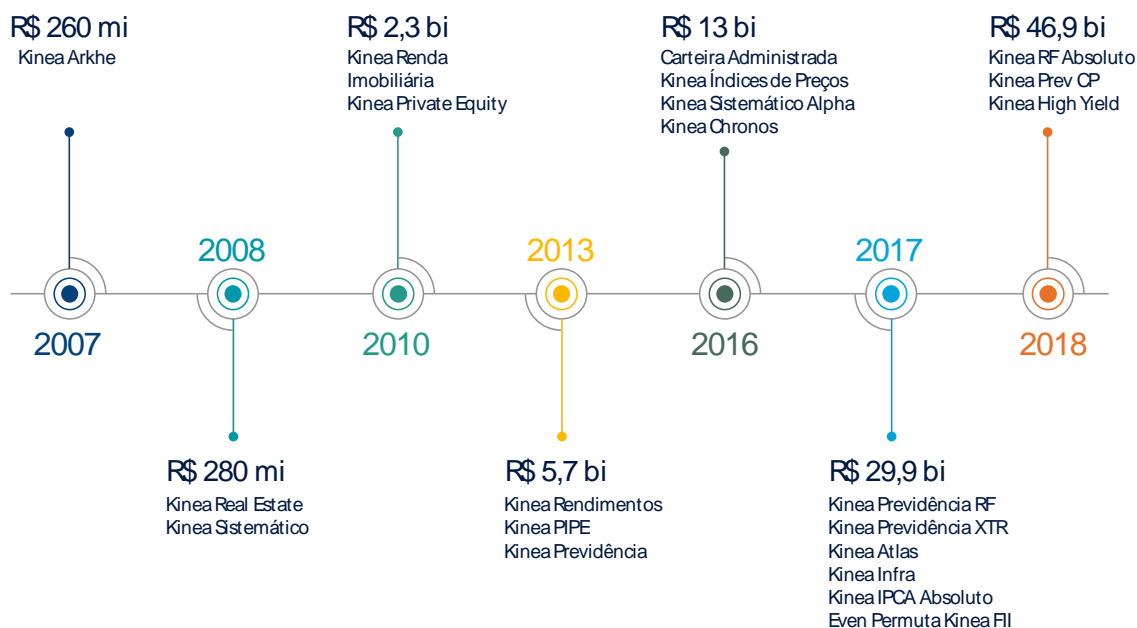 R$ 260 mi
Kinea Arkhe
2007
2008
R$ 280 mi
Kinea Real Estate
Kinea Sistemático
R$ 2,3 bi
Kinea Renda
Imobiliária
Kinea Private Equity
2010
2013
R$ 5,7 bi
Kinea Rendimentos
Kinea PIPE
Kinea Previdência
R$ 13 bi
Carteira Administrada
Kinea Índices de Preços
Kinea Sistemático Alpha
Kinea Chronos
2016
2017
R$ 29,9 bi
Kinea Previdência RF
Kinea Previdência XTR
Kinea Atlas
Kinea Infra
Kinea IPCA Absoluto
Even Permuta Kinea FII
R$ 46,9 bi
Kinea RF Absoluto
Kinea Prev CP
Kinea High Yield
2018